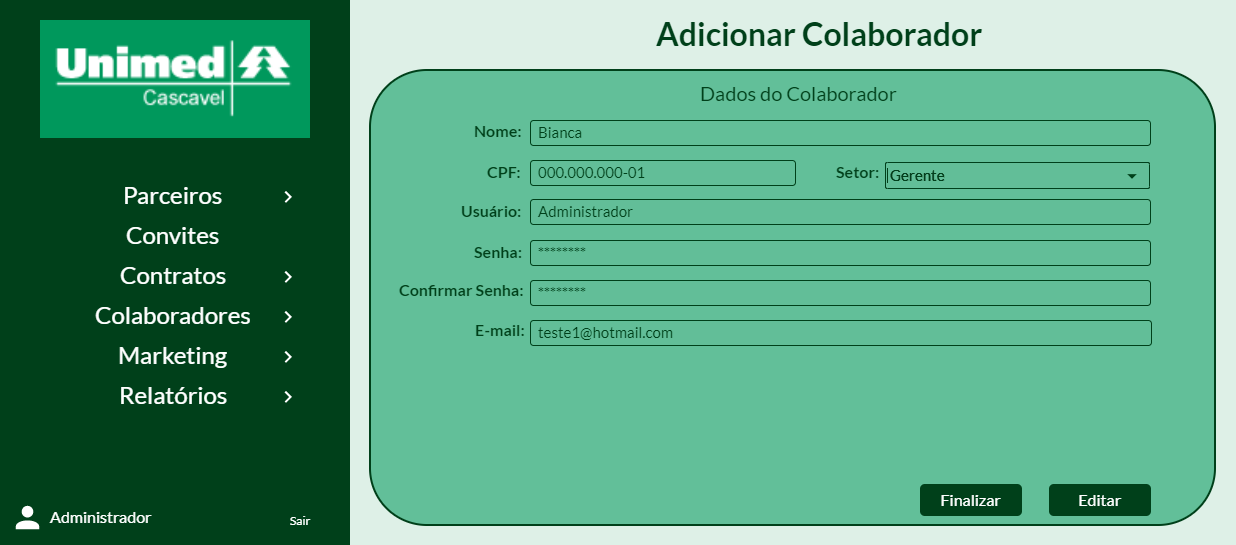 Unimed
Cascavel
Parceiros
Convites
Contratos
Colaboradores
Marketing
Relatórios
Administrador
Sair
Adicionar Colaborador
Dados do Colaborador
Nome: Bianca
CPF: 000.000.000-01 Setor: Gerente
Usuário: Administrador
Senha: ********
Confirmar Senha: ********
E-mail: teste1@hotmail.com
Finalizar Editar